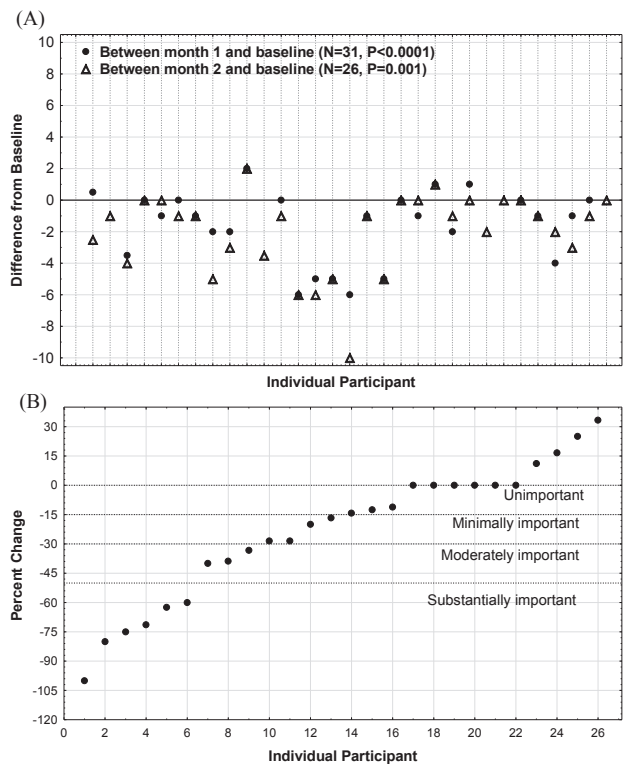 (A)
● Between month 1 and baseline (N=31, P<0.0001)
△ Between month 2 and baseline (N=26, P=0.001)
10
8
6
4
2
0
-2
-4
-6
-8
-10
Difference from Baseline
Individual Participant
(B)
30
15
0
-15
-30
-45
-60
-75
-90
-105
-120
Percent Change
Unimportant
Minimally important
Moderately important
Substantially important
0 2 4 6 8 10 12 14 16 18 20 22 24 26
Individual Participant